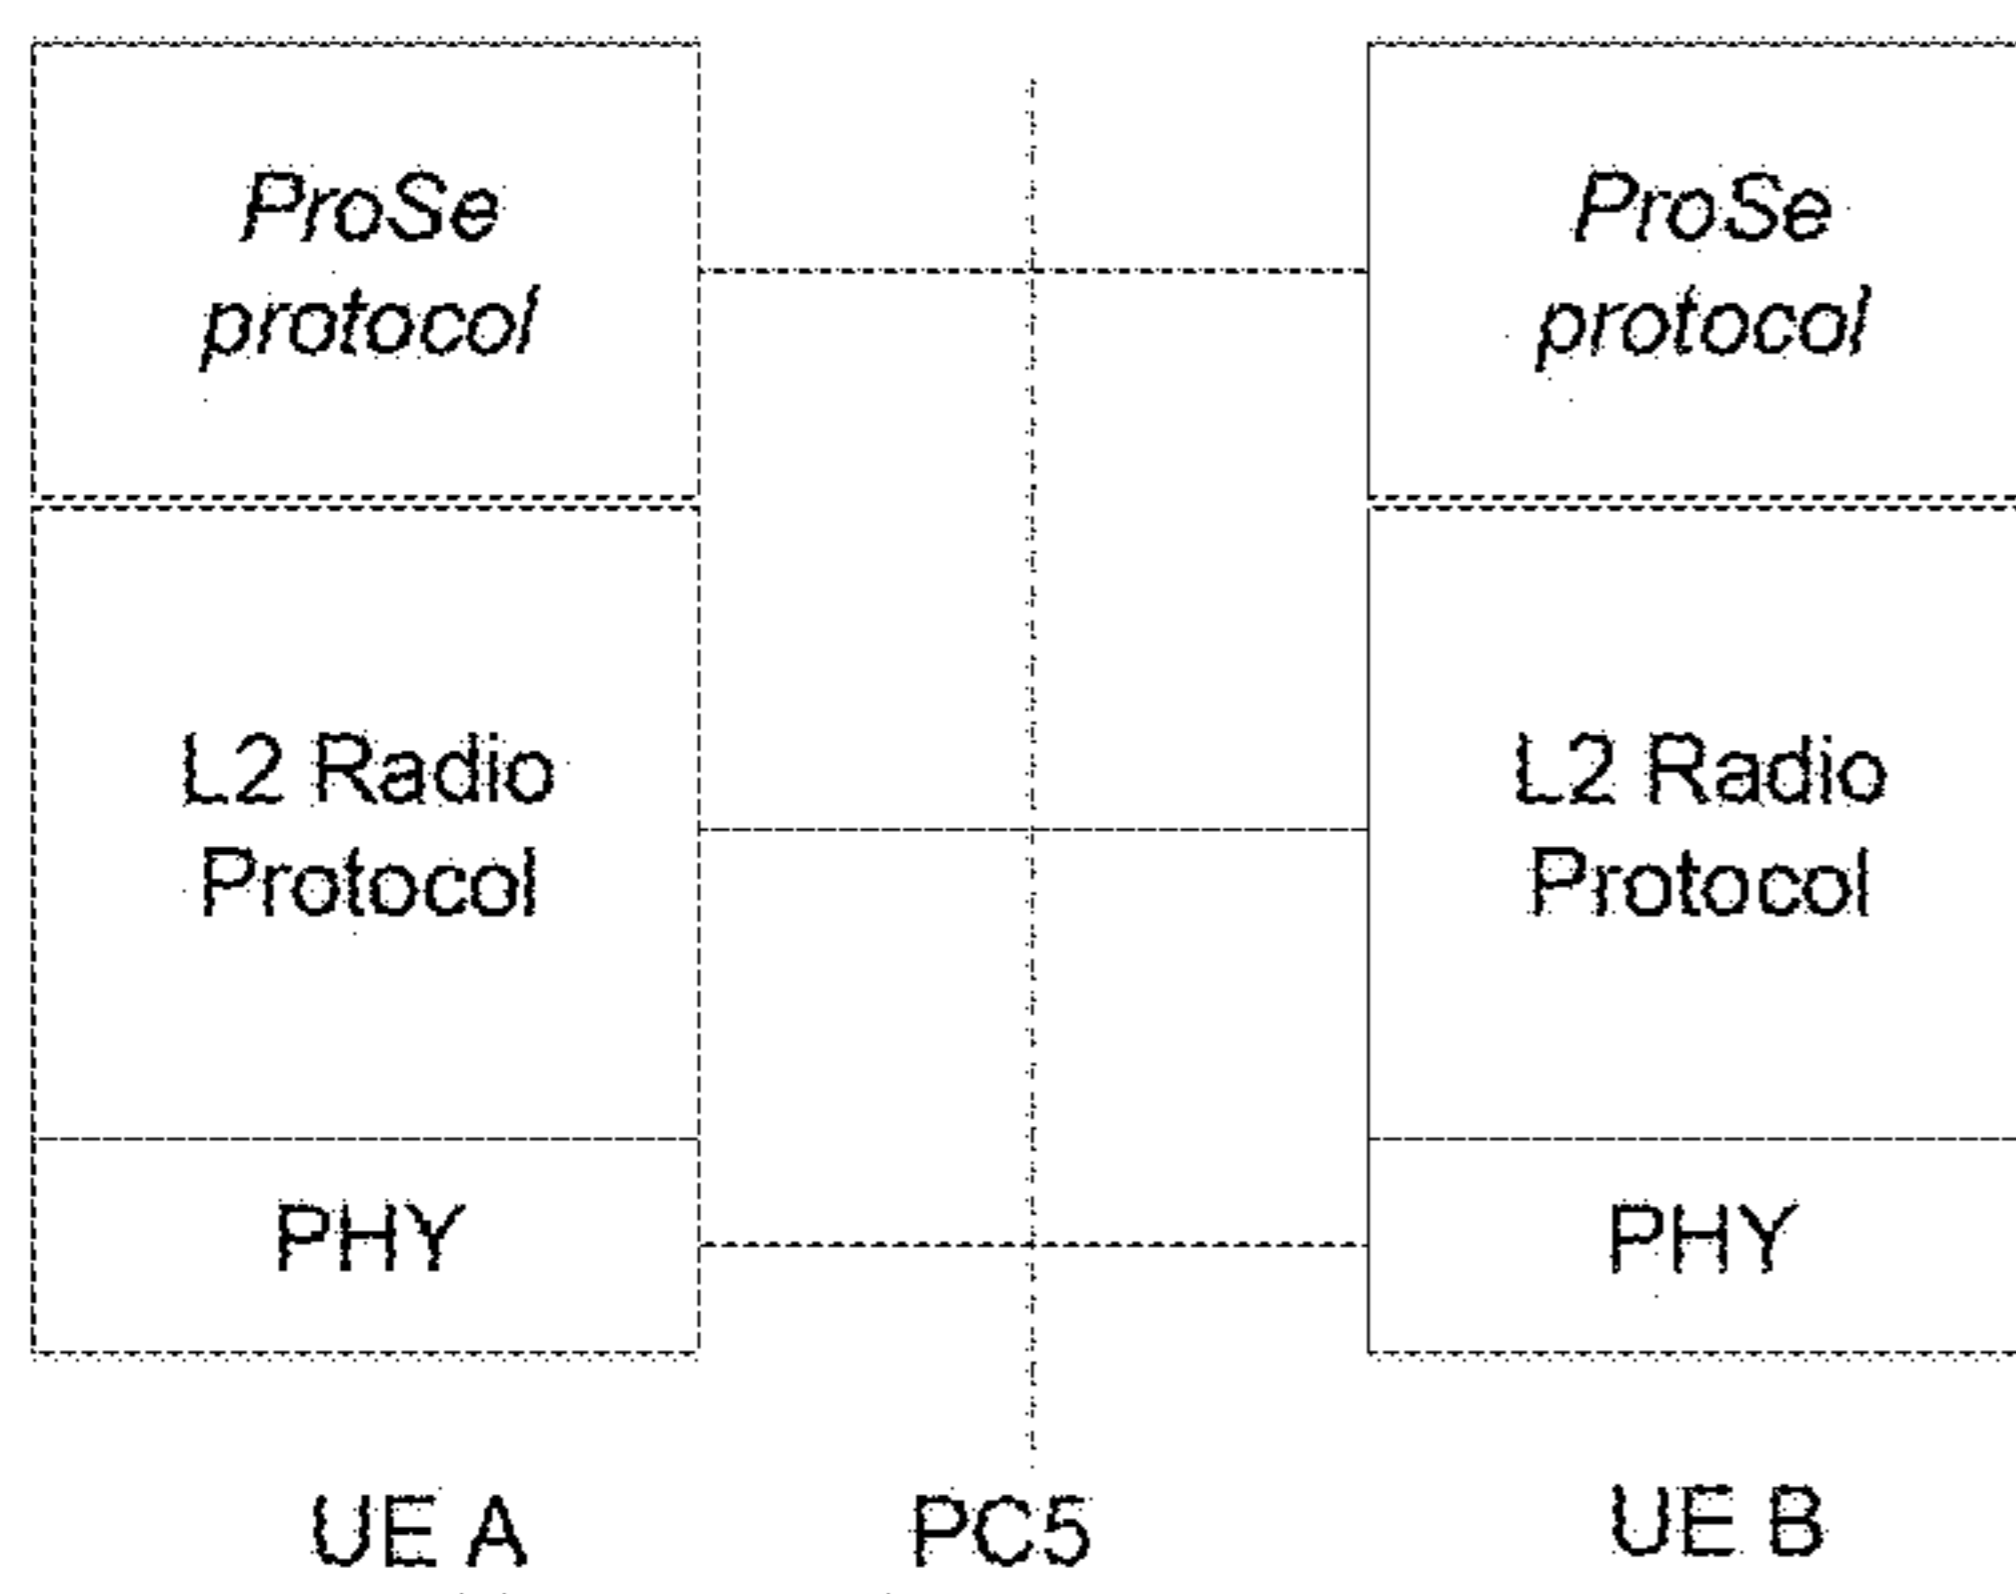 ProSe
protocol
ProSe
protocol
L2 Radio
Protocol
L2 Radio
Protocol
PHY
PHY
UE A
PC5
UE B